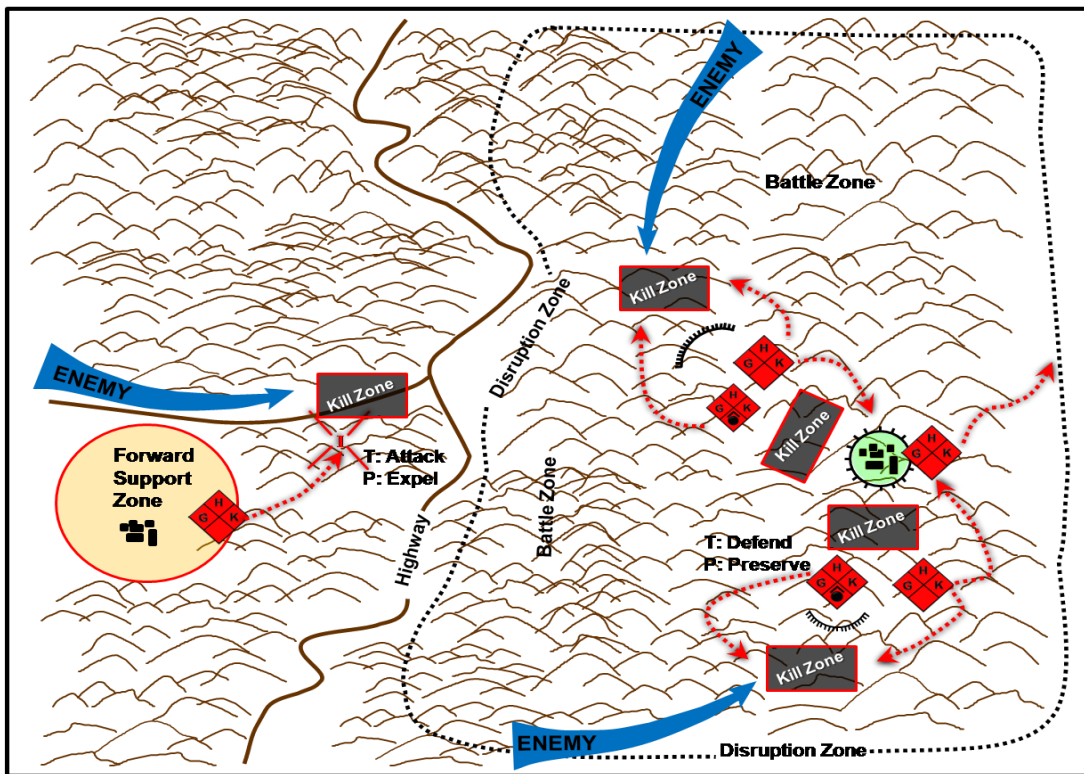 ENEMY
Battle Zone
Kill Zone
Disruption Zone
H
G K
H
G K
ENEMY
Kill Zone
Kill Zone
Forward
Support
Zone
H
G K
II
T: Attack
P: Expel
Highway
Battle Zone
H
G K
Kill Zone
T: Defend
P: Preserve
H
G K
H
G K
Kill Zone
ENEMY
Disruption Zone